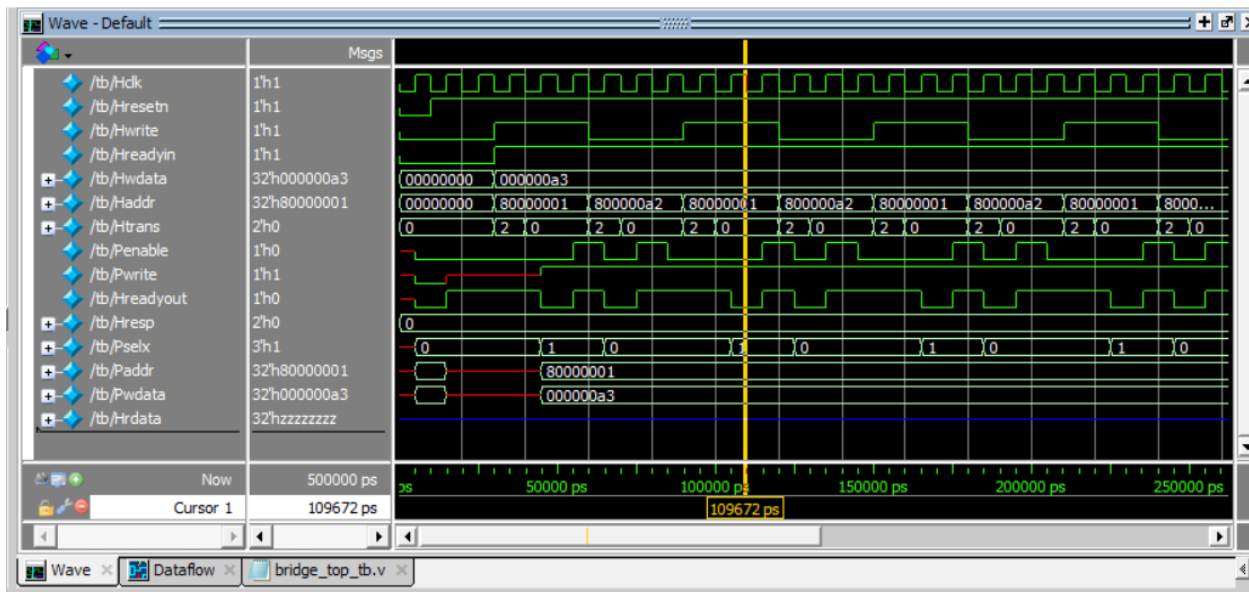 Wave - Default
Msgs
/tb/Hclk 1'h1
/tb/Hresetn 1'h1
/tb/Hwrite 1'h1
/tb/Hreadyin 1'h1
/tb/Hwdata 32'h000000a3 00000000 000000a3
/tb/Haddr 32'h80000001 00000000 80000001 800000a2 80000001 800000a2 80000001 800000a2 80000001 8000...
/tb/Htrans 2'h0 0 2 0 2 0 2 0 2 0 2 0 2 0 2 0 2 0
/tb/Penable 1'h0
/tb/Pwrite 1'h1
/tb/Hreadyout 1'h0
/tb/Hresp 2'h0 0
/tb/Pselx 3'h1 0 1 0 1 0 1 0 1 0
/tb/Paddr 32'h80000001 80000001
/tb/Pwdata 32'h000000a3 000000a3
/tb/Hrdata 32'hzzzzzzzz
Now 500000 ps ps 50000 ps 100000 ps 150000 ps 200000 ps 250000 ps
Cursor 1 109672 ps 109672 ps
Wave Dataflow bridge_top_tb.v